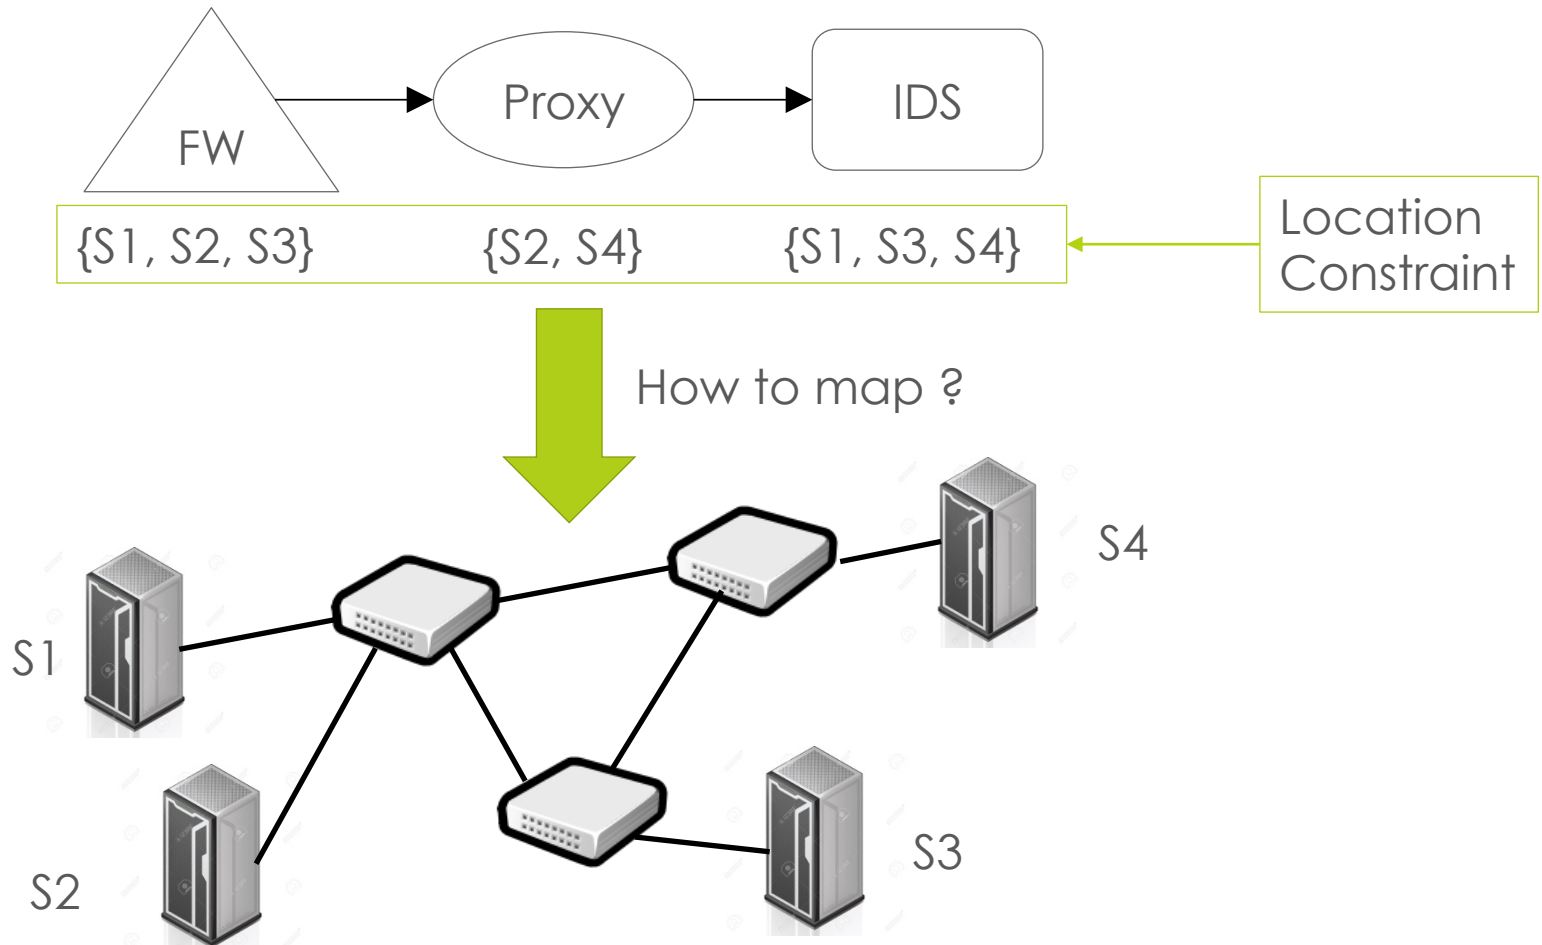 FW
Proxy
IDS
{S1, S2, S3}
{S2, S4}
{S1, S3, S4}
Location
Constraint
How to map ?
S4
S1
S3
S2